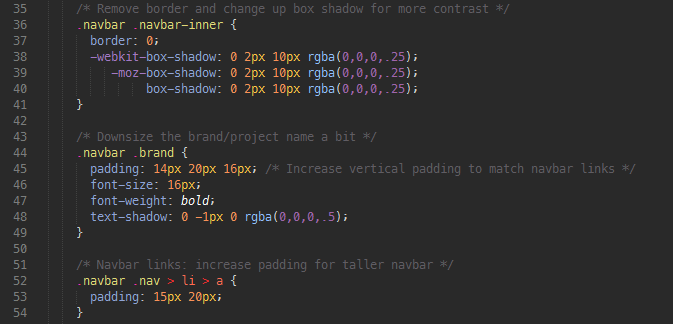 35 /* Remove border and change up box shadow for more contrast */
36 .navbar .navbar-inner {
37 border: 0;
38 -webkit-box-shadow: 0 2px 10px rgba(0,0,0,.25);
39 -moz-box-shadow: 0 2px 10px rgba(0,0,0,.25);
40 box-shadow: 0 2px 10px rgba(0,0,0,.25);
41 }
42
43 /* Downsize the brand/project name a bit */
44 .navbar .brand {
45 padding: 14px 20px 16px; /* Increase vertical padding to match navbar links */
46 font-size: 16px;
47 font-weight: bold;
48 text-shadow: 0 -1px 0 rgba(0,0,0,.5);
49 }
50
51 /* Navbar links: increase padding for taller navbar */
52 .navbar .nav > li > a {
53 padding: 15px 20px;
54 }